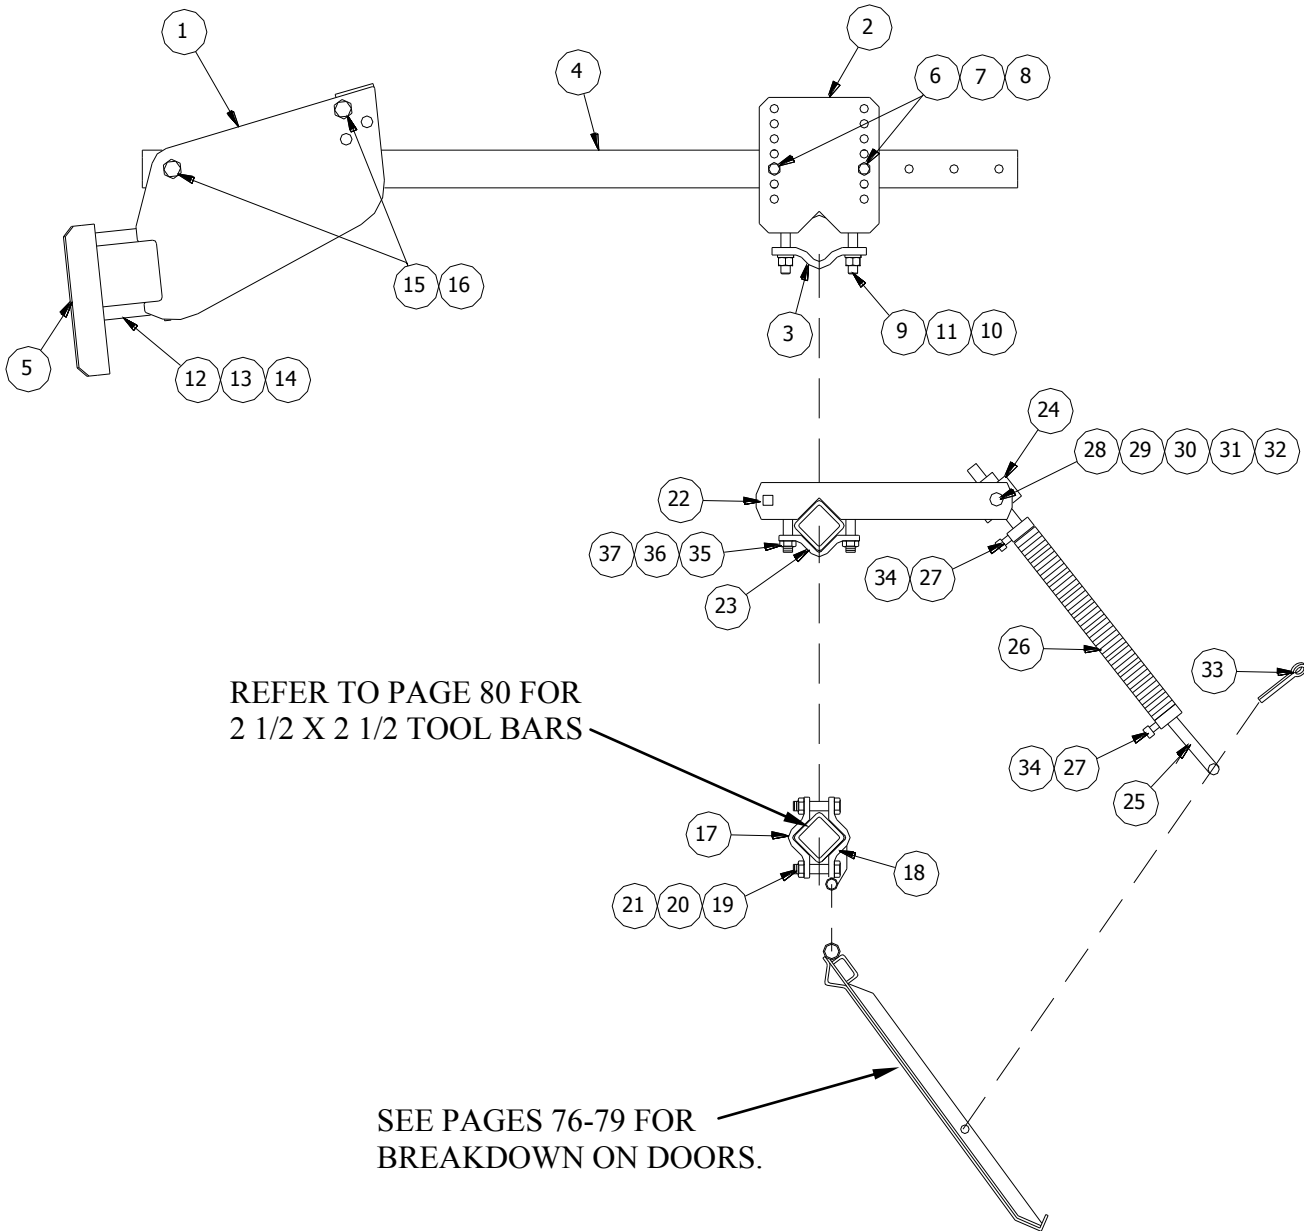 1
2
4
6 7 8
15 16
3
9 11 10
5
12 13 14
24
28 29 30 31 32
22
37 36 35
34 27
23
26
33
REFER TO PAGE 80 FOR
2 1/2 X 2 1/2 TOOL BARS
34 27
25
17
18
21 20 19
SEE PAGES 76-79 FOR
BREAKDOWN ON DOORS.